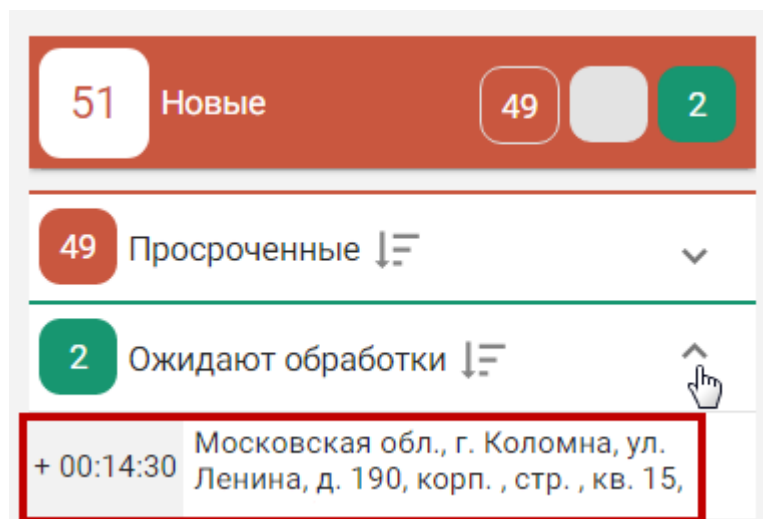 51 Новые 49 2
49 Просроченные
2 Ожидают обработки
+ 00:14:30 Московская обл., г. Коломна, ул.
Ленина, д. 190, корп. , стр. , кв. 15,